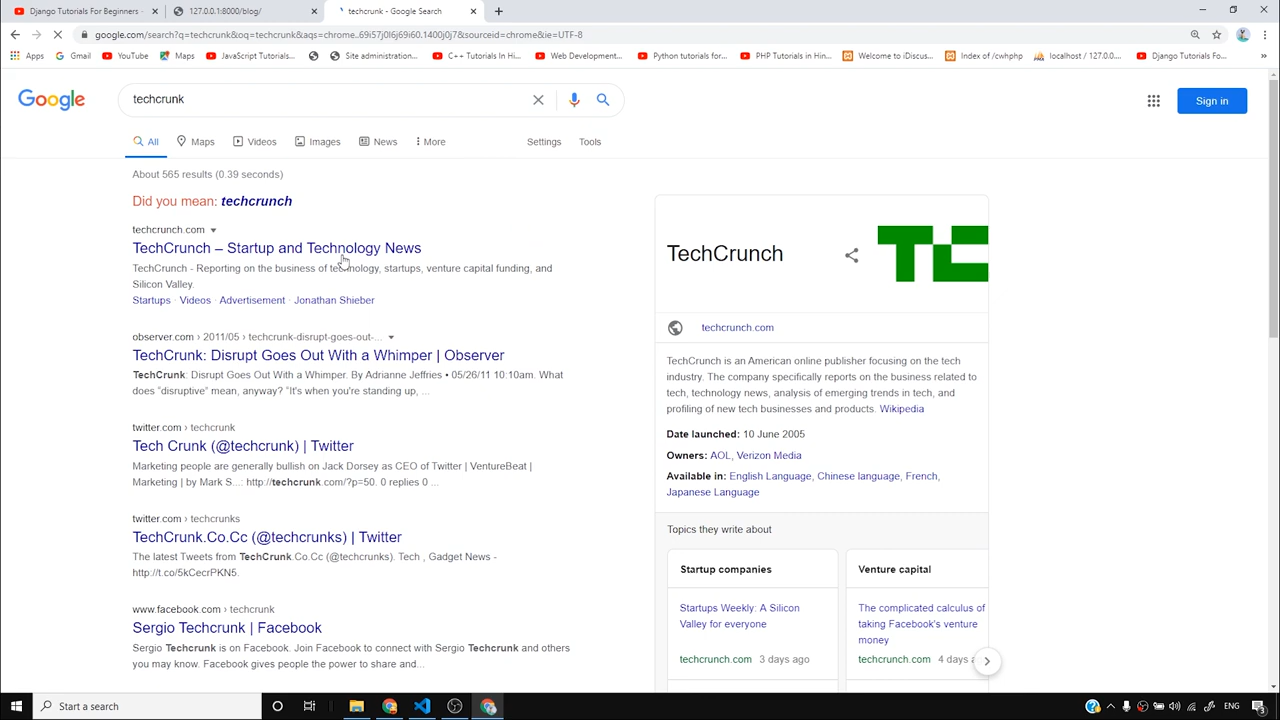 Django Tutorials For Beginners -
127.0.0.1:8000/blog/
techcrunk - Google Search
google.com/search?q=techcrunk&oq=techcrunk&aqs=chrome..69i57j0l6j69i60.1400j0j7&sourceid=chrome&ie=UTF-8
Apps
Gmail
YouTube
Maps
JavaScript Tutorials...
Site administration...
C++ Tutorials In Hi...
Web Development...
Python tutorials for...
PHP Tutorials in Hin...
Welcome to iDiscus...
Index of /cwhphp
localhost / 127.0.0....
Django Tutorials Fo...
Google
techcrunk
Sign in
All
Maps
Videos
Images
News
More
Settings
Tools
About 565 results (0.39 seconds)
Did you mean: techcrunch
techcrunch.com
TechCrunch – Startup and Technology News
TechCrunch - Reporting on the business of technology, startups, venture capital funding, and
Silicon Valley.
Startups · Videos · Advertisement · Jonathan Shieber
observer.com › 2011/05 › techcrunk-disrupt-goes-out-...
TechCrunk: Disrupt Goes Out With a Whimper | Observer
TechCrunk: Disrupt Goes Out With a Whimper. By Adrianne Jeffries • 05/26/11 10:10am. What
does “disruptive” mean, anyway? “It's when you're standing up, ...
twitter.com › techcrunk
Tech Crunk (@techcrunk) | Twitter
Marketing people are generally bullish on Jack Dorsey as CEO of Twitter | VentureBeat |
Marketing | by Mark S...: http://techcrunk.com/?p=50. 0 replies 0 ...
twitter.com › techcrunks
TechCrunk.Co.Cc (@techcrunks) | Twitter
The latest Tweets from TechCrunk.Co.Cc (@techcrunks). Tech , Gadget News -
http://t.co/5kCecrPKN5.
www.facebook.com › techcrunk
Sergio Techcrunk | Facebook
Sergio Techcrunk is on Facebook. Join Facebook to connect with Sergio Techcrunk and others
you may know. Facebook gives people the power to share and...
TechCrunch
TC
techcrunch.com
TechCrunch is an American online publisher focusing on the tech
industry. The company specifically reports on the business related to
tech, technology news, analysis of emerging trends in tech, and
profiling of new tech businesses and products. Wikipedia
Date launched: 10 June 2005
Owners: AOL, Verizon Media
Available in: English Language, Chinese language, French,
Japanese Language
Topics they write about
Startup companies
Startups Weekly: A Silicon
Valley for everyone
techcrunch.com 3 days ago
Venture capital
The complicated calculus of
taking Facebook's venture
money
techcrunch.com 4 days a
Start a search
ENG